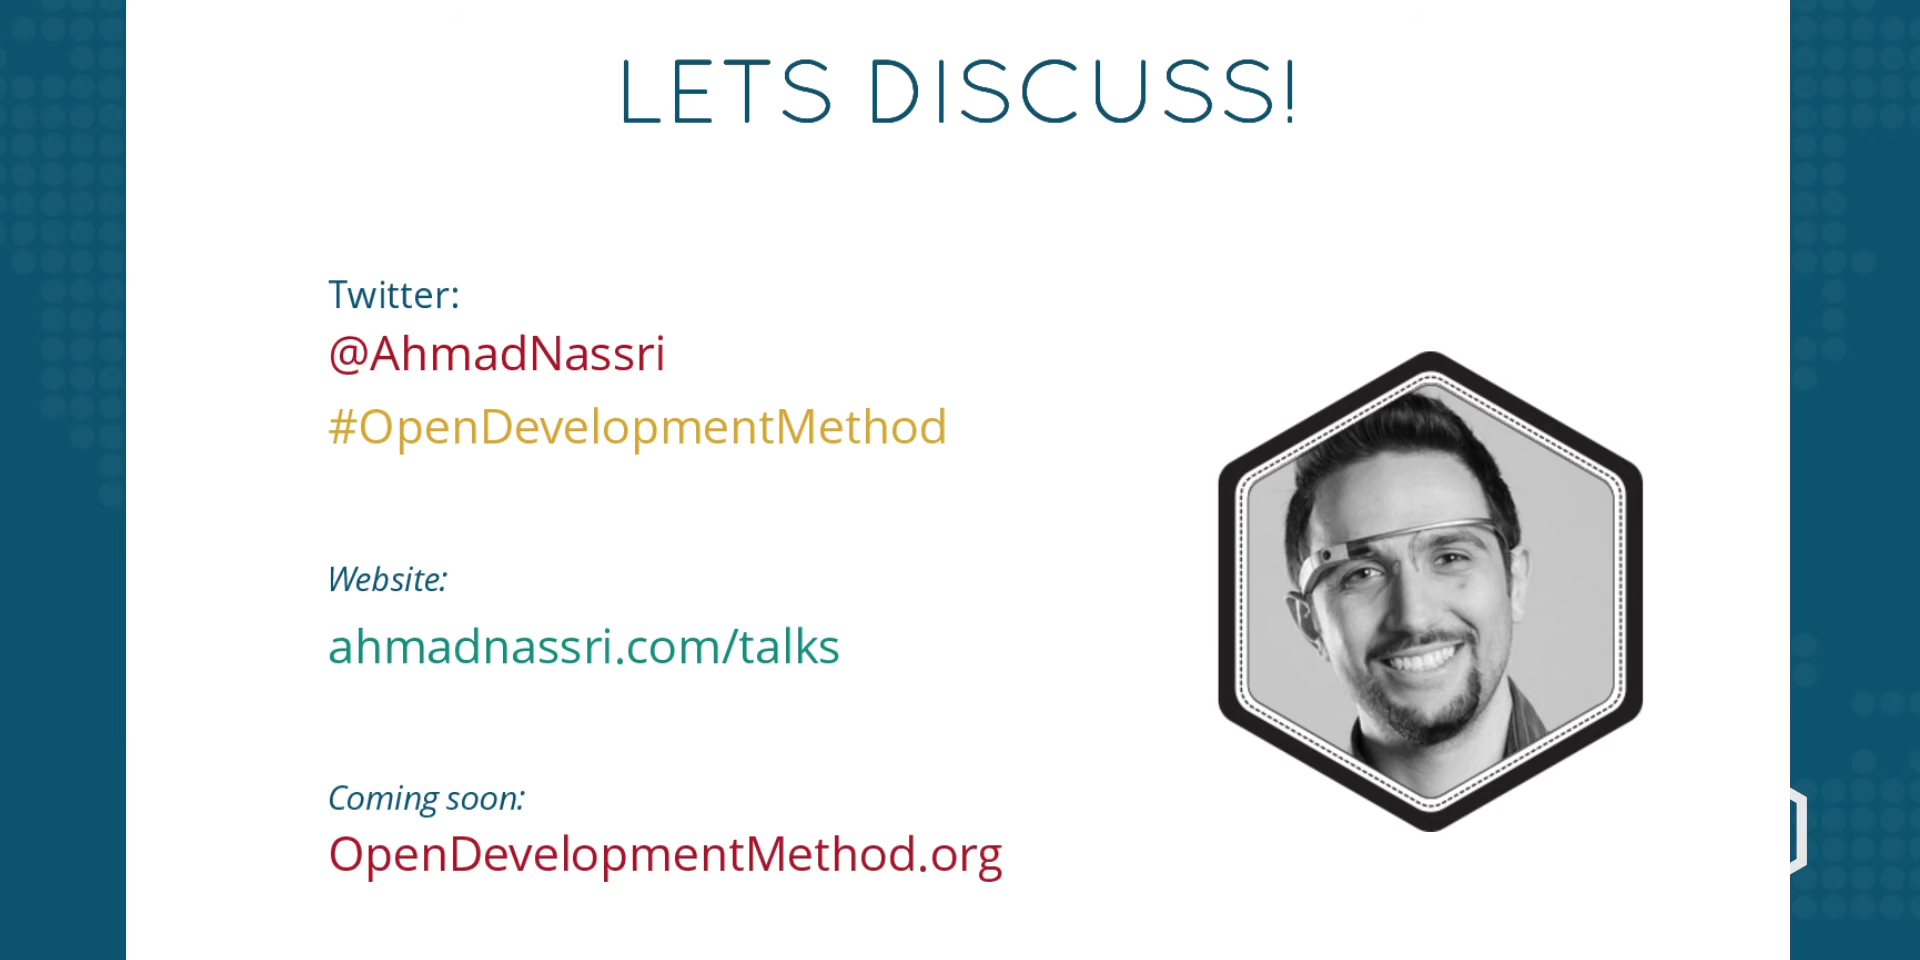 LETS DISCUSS!
Twitter:
@AhmadNassri
#OpenDevelopmentMethod
Website:
ahmadnassri.com/talks
Coming soon:
OpenDevelopmentMethod.org